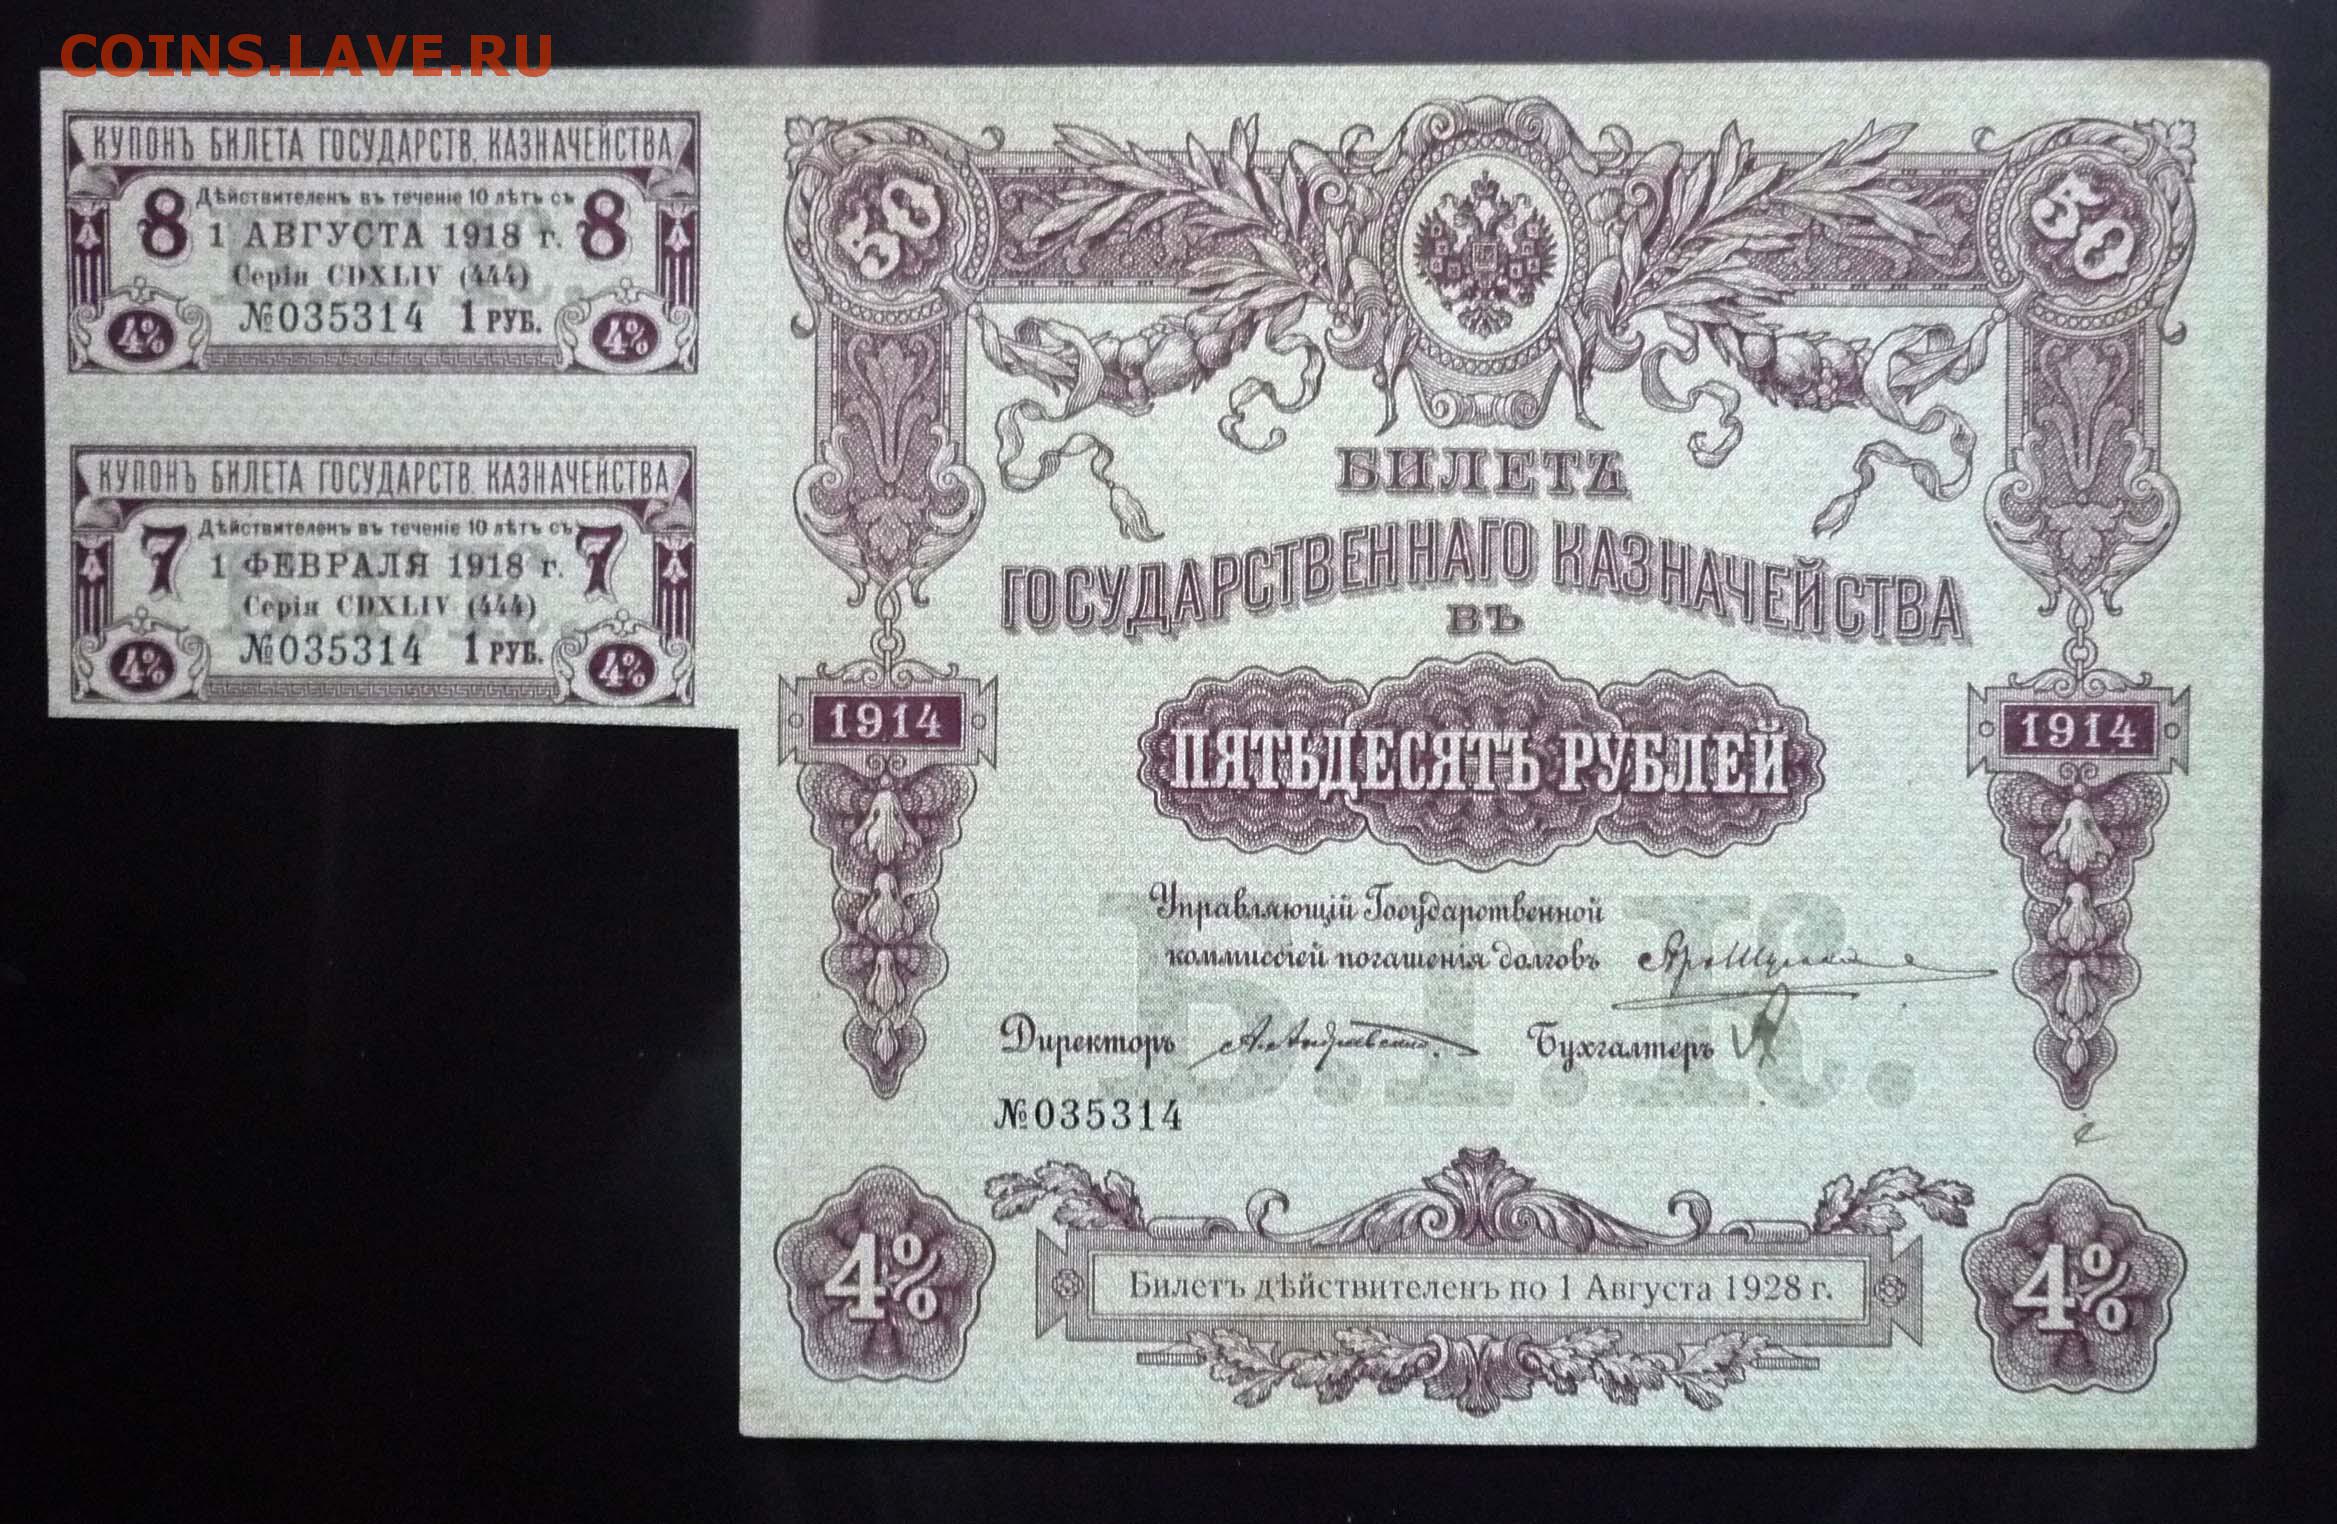 COINS.LAVE.RU
КУПОНЪ БИЛЕТА ГОСУДАРСТВ. КАЗНАЧЕЙСТВА
Дѣйствителенъ въ теченіе 10 лѣтъ съ
8 1 АВГУСТА 1918 г. 8
Серія CDXLIV (444)
№035314 1 РУБ.
4% 4%
КУПОНЪ БИЛЕТА ГОСУДАРСТВ. КАЗНАЧЕЙСТВА
Дѣйствителенъ въ теченіе 10 лѣтъ съ
7 1 ФЕВРАЛЯ 1918 г. 7
Серія CDXLIV (444)
№035314 1 РУБ.
4% 4%
50 50
БИЛЕТЪ
ГОСУДАРСТВЕННАГО КАЗНАЧЕЙСТВА
ВЪ
1914 1914
ПЯТЬДЕСЯТЪ РУБЛЕЙ
Управляющій Государственной
коммиссіей погашенія долговъ
Директоръ Бухгалтеръ
Б.Г.К.
№035314
4% 4%
Билетъ дѣйствителенъ по 1 Августа 1928 г.